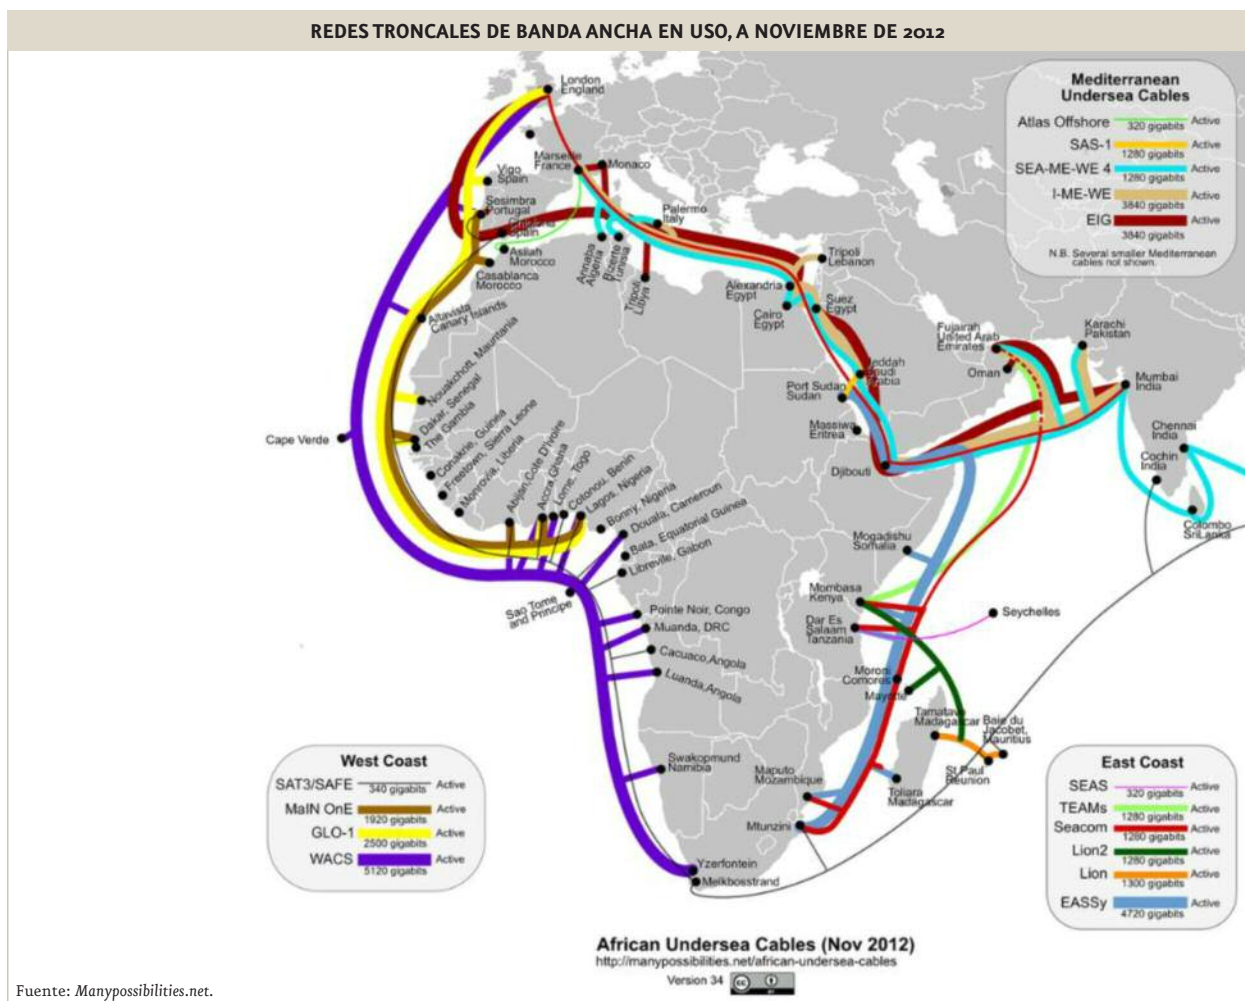 REDES TRONCALES DE BANDA ANCHA EN USO, A NOVIEMBRE DE 2012
London
England
Marseille
France
Monaco
Vigo
Spain
Sesimbra
Portugal
Spain
Palermo
Italy
Asilah
Morocco
Casablanca
Morocco
Annaba
Algeria
Bizerte
Tunisia
Tripoli
Libya
Tripoli
Lebanon
Alexandria
Egypt
Cairo
Egypt
Suez
Egypt
Altavista
Canary Islands
Nouakchott, Mauritania
Dakar, Senegal
The Gambia
Conakrie, Guinea
Freetown, Sierra Leone
Monrovia, Liberia
Abijan, Cote D'ivoire
Accra, Ghana
Lome, Togo
Cotonou, Benin
Lagos, Nigeria
Bonny, Nigeria
Douala, Cameroun
Bata, Equatorial Guinea
Libreville, Gabon
Cape Verde
Sao Tome
and Principe
Pointe Noir, Congo
Muanda, DRC
Cacuaco, Angola
Luanda, Angola
Swakopmund
Namibia
Yzerfontein
Melkbosstrand
Jeddah
Saudi
Arabia
Port Sudan
Sudan
Massiwa
Eritrea
Djibouti
Fujairah
United Arab
Emirates
Oman
Karachi
Pakistan
Mumbai
India
Chennai
India
Cochin
India
Colombo
SriLanka
Mogadishu
Somalia
Mombasa
Kenya
Dar Es
Salaam
Tanzania
Seychelles
Moroni
Comores
Mayotte
Tamatave
Madagascar
Baie du
Jacobet,
Mauritius
St Paul
Reunion
Toliara
Madagascar
Maputo
Mozambique
Mtunzini
Mediterranean
Undersea Cables
Atlas Offshore 320 gigabits Active
SAS-1 1280 gigabits Active
SEA-ME-WE 4 1280 gigabits Active
I-ME-WE 3840 gigabits Active
EIG 3840 gigabits Active
N.B. Several smaller Mediterranean
cables not shown.
West Coast
SAT3/SAFE 340 gigabits Active
MaIN OnE 1920 gigabits Active
GLO-1 2500 gigabits Active
WACS 5120 gigabits Active
East Coast
SEAS 320 gigabits Active
TEAMs 1280 gigabits Active
Seacom 1280 gigabits Active
Lion2 1280 gigabits Active
Lion 1300 gigabits Active
EASSy 4720 gigabits Active
African Undersea Cables (Nov 2012)
http://manypossibilities.net/african-undersea-cables
Version 34
cc
Fuente: Manypossibilities.net.